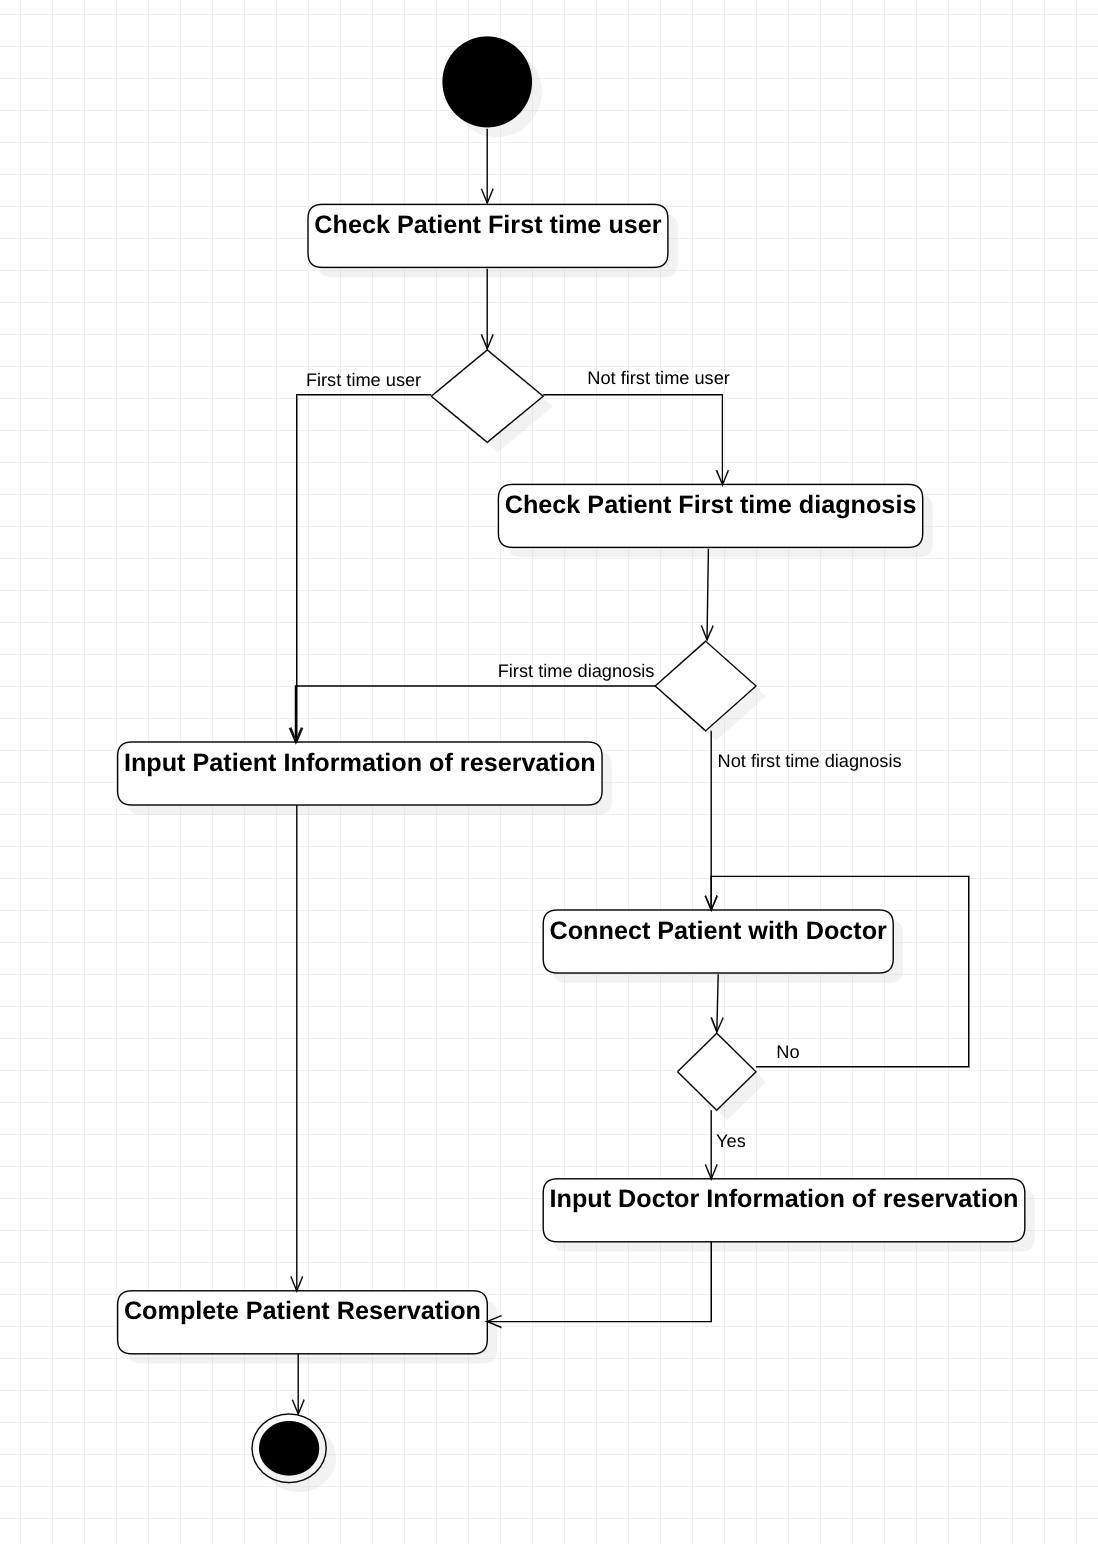 Check Patient First time user
First time user
Not first time user
Check Patient First time diagnosis
First time diagnosis
Input Patient Information of reservation
Not first time diagnosis
Connect Patient with Doctor
No
Yes
Input Doctor Information of reservation
Complete Patient Reservation